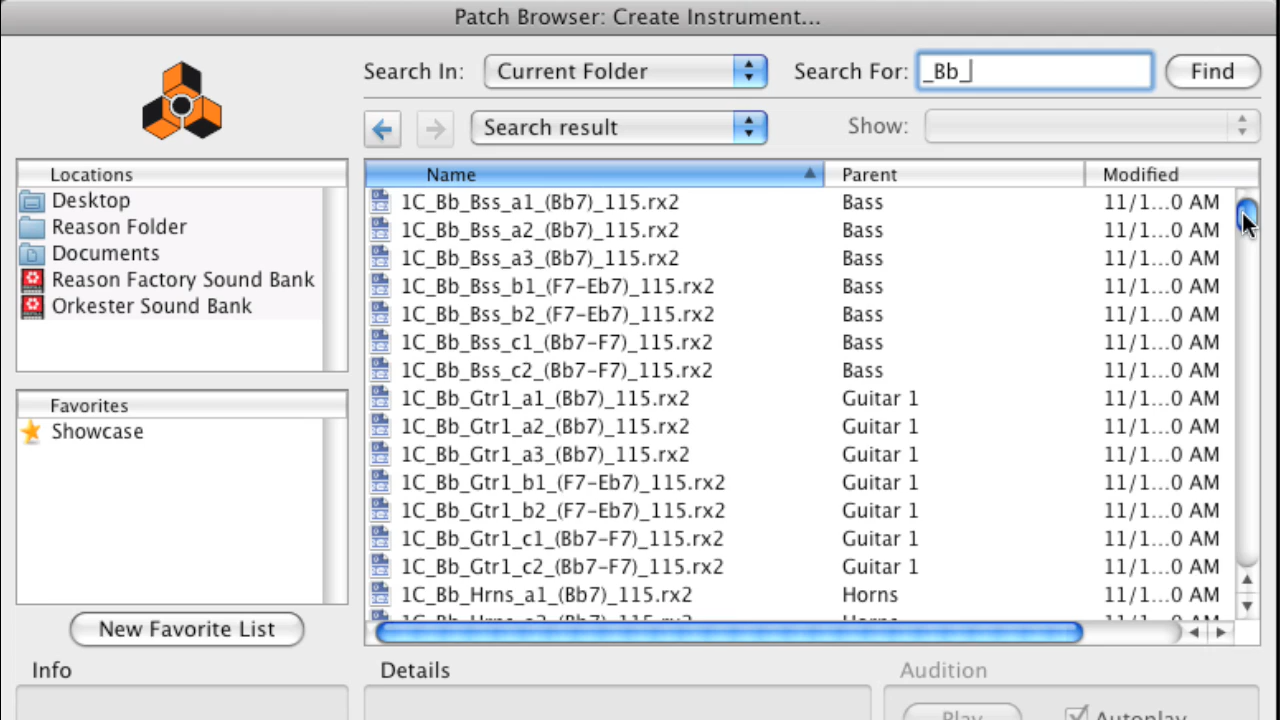 Patch Browser: Create Instrument...
Search In: Current Folder Search For: _Bb_ Find
Search result Show:
Locations
Desktop
Reason Folder
Documents
Reason Factory Sound Bank
Orkester Sound Bank
Favorites
Showcase
New Favorite List
Name Parent Modified
1C_Bb_Bss_a1_(Bb7)_115.rx2 Bass 11/1...0 AM
1C_Bb_Bss_a2_(Bb7)_115.rx2 Bass 11/1...0 AM
1C_Bb_Bss_a3_(Bb7)_115.rx2 Bass 11/1...0 AM
1C_Bb_Bss_b1_(F7-Eb7)_115.rx2 Bass 11/1...0 AM
1C_Bb_Bss_b2_(F7-Eb7)_115.rx2 Bass 11/1...0 AM
1C_Bb_Bss_c1_(Bb7-F7)_115.rx2 Bass 11/1...0 AM
1C_Bb_Bss_c2_(Bb7-F7)_115.rx2 Bass 11/1...0 AM
1C_Bb_Gtr1_a1_(Bb7)_115.rx2 Guitar 1 11/1...0 AM
1C_Bb_Gtr1_a2_(Bb7)_115.rx2 Guitar 1 11/1...0 AM
1C_Bb_Gtr1_a3_(Bb7)_115.rx2 Guitar 1 11/1...0 AM
1C_Bb_Gtr1_b1_(F7-Eb7)_115.rx2 Guitar 1 11/1...0 AM
1C_Bb_Gtr1_b2_(F7-Eb7)_115.rx2 Guitar 1 11/1...0 AM
1C_Bb_Gtr1_c1_(Bb7-F7)_115.rx2 Guitar 1 11/1...0 AM
1C_Bb_Gtr1_c2_(Bb7-F7)_115.rx2 Guitar 1 11/1...0 AM
1C_Bb_Hrns_a1_(Bb7)_115.rx2 Horns 11/1...0 AM
Info Details Audition
Play Autoplay